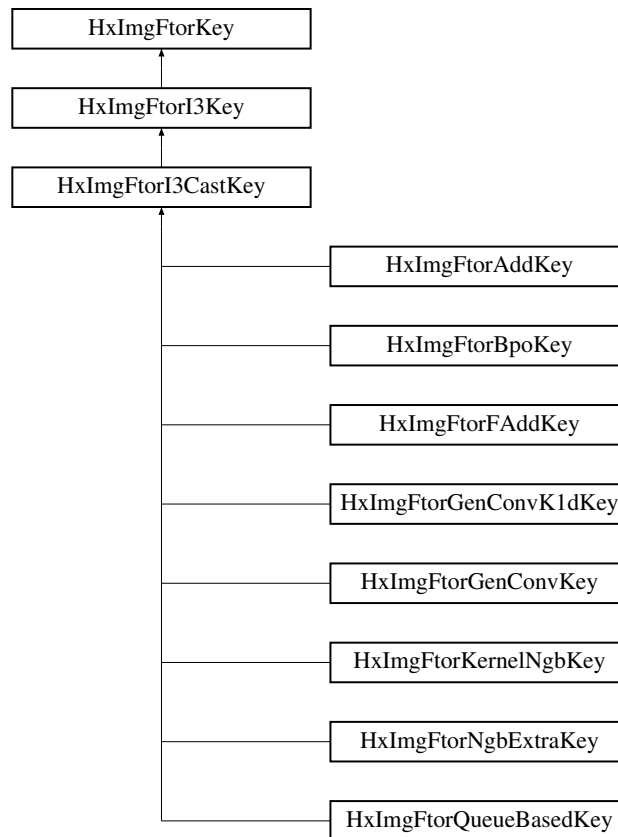 HxImgFtorKey
HxImgFtorI3Key
HxImgFtorI3CastKey
HxImgFtorAddKey
HxImgFtorBpoKey
HxImgFtorFAddKey
HxImgFtorGenConvK1dKey
HxImgFtorGenConvKey
HxImgFtorKernelNgbKey
HxImgFtorNgbExtraKey
HxImgFtorQueueBasedKey